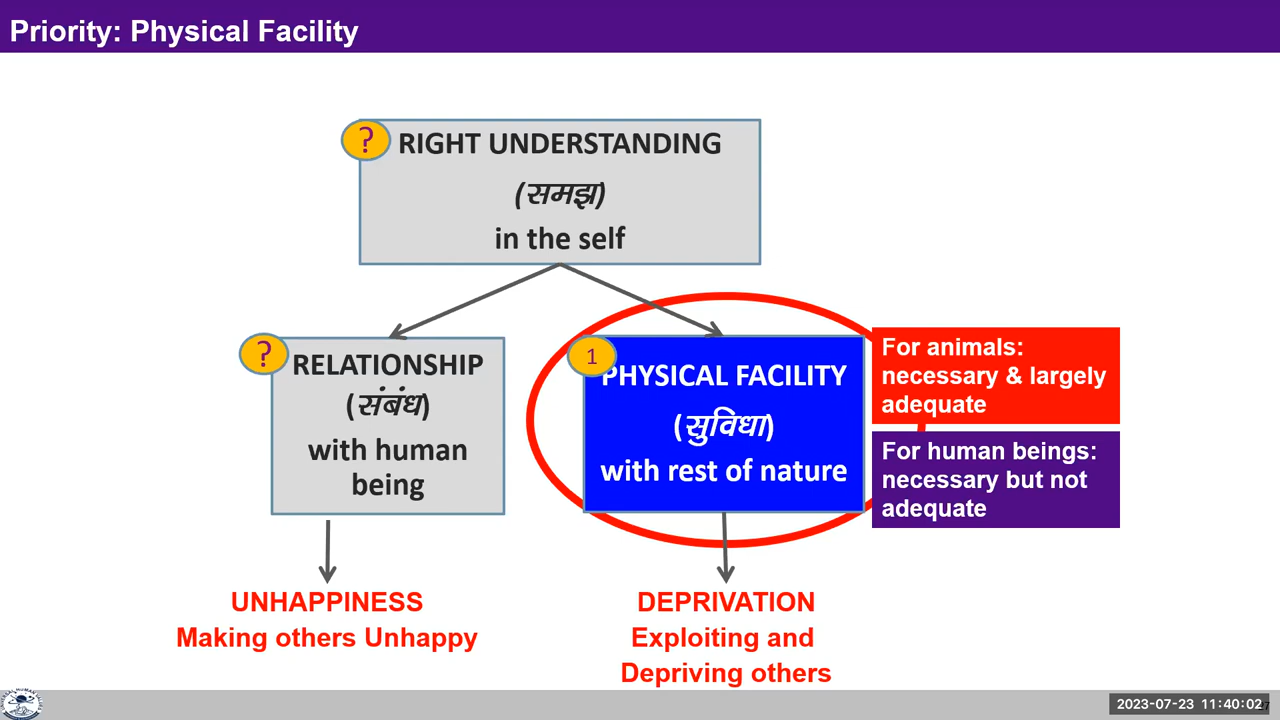 Priority: Physical Facility
?
RIGHT UNDERSTANDING
(समझ)
in the self
?
RELATIONSHIP
(संबंध)
with human
being
1
PHYSICAL FACILITY
(सुविधा)
with rest of nature
For animals:
necessary & largely
adequate
For human beings:
necessary but not
adequate
UNHAPPINESS
Making others Unhappy
DEPRIVATION
Exploiting and
Depriving others
2023-07-23 11:40:02